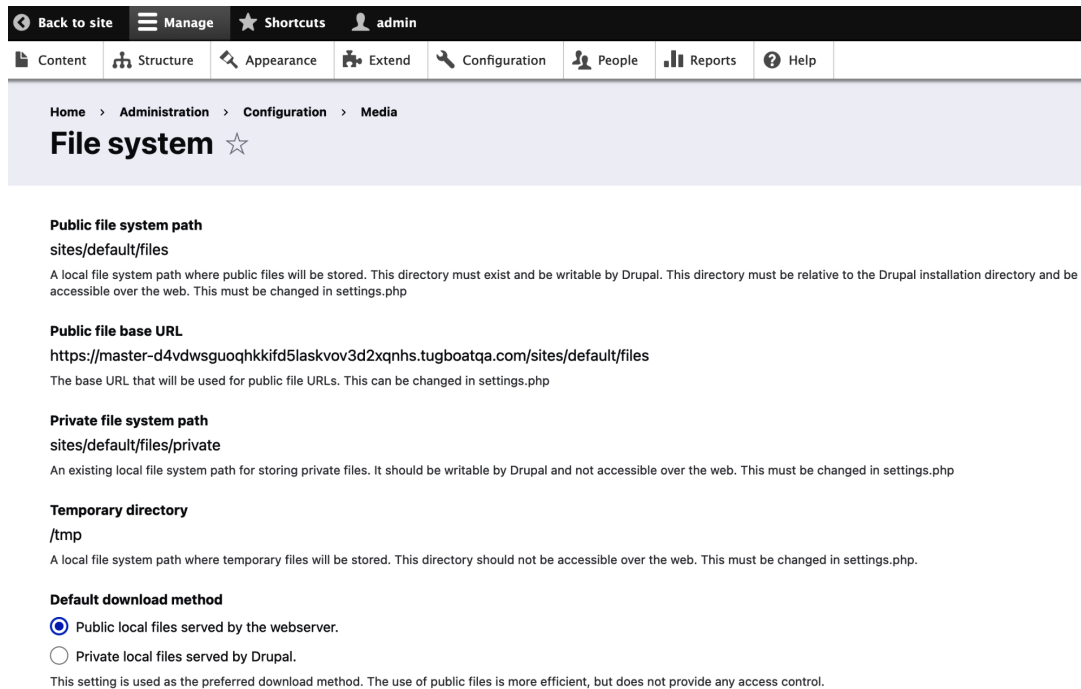 Back to site Manage Shortcuts admin
Content Structure Appearance Extend Configuration People Reports Help
Home > Administration > Configuration > Media
File system
Public file system path
sites/default/files
A local file system path where public files will be stored. This directory must exist and be writable by Drupal. This directory must be relative to the Drupal installation directory and be
accessible over the web. This must be changed in settings.php
Public file base URL
https://master-d4vdwsguoqhkkifd5laskvov3d2xqnhs.tugboatqa.com/sites/default/files
The base URL that will be used for public file URLs. This can be changed in settings.php
Private file system path
sites/default/files/private
An existing local file system path for storing private files. It should be writable by Drupal and not accessible over the web. This must be changed in settings.php
Temporary directory
/tmp
A local file system path where temporary files will be stored. This directory should not be accessible over the web. This must be changed in settings.php.
Default download method
Public local files served by the webserver.
Private local files served by Drupal.
This setting is used as the preferred download method. The use of public files is more efficient, but does not provide any access control.